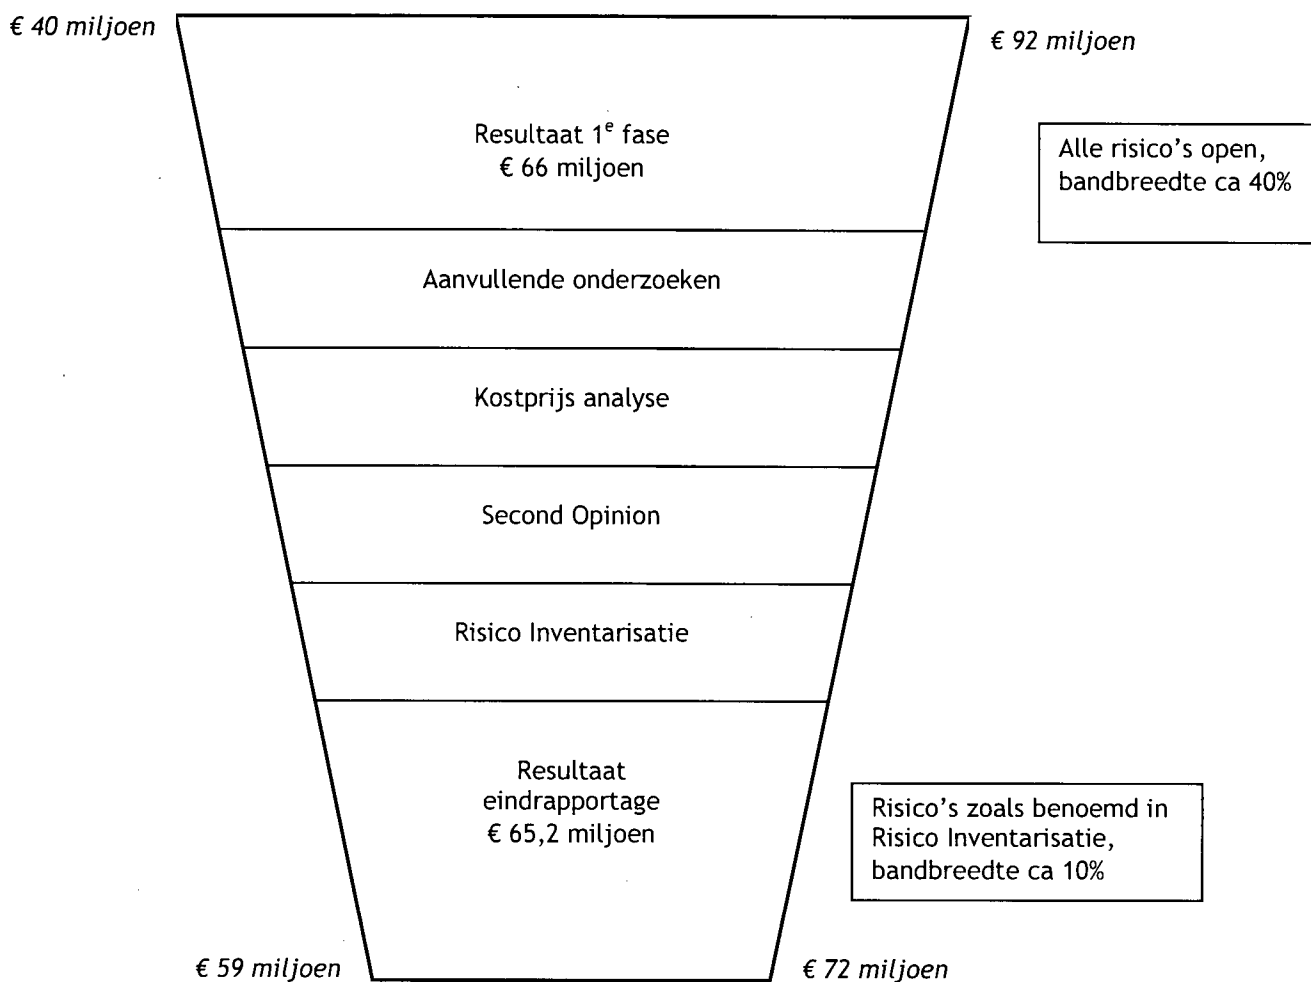 € 40 miljoen
€ 92 miljoen
Resultaat 1e fase
€ 66 miljoen
Alle risico's open,
bandbreedte ca 40%
Aanvullende onderzoeken
Kostprijs analyse
Second Opinion
Risico Inventarisatie
Resultaat
eindrapportage
€ 65,2 miljoen
Risico's zoals benoemd in
Risico Inventarisatie,
bandbreedte ca 10%
€ 59 miljoen
€ 72 miljoen